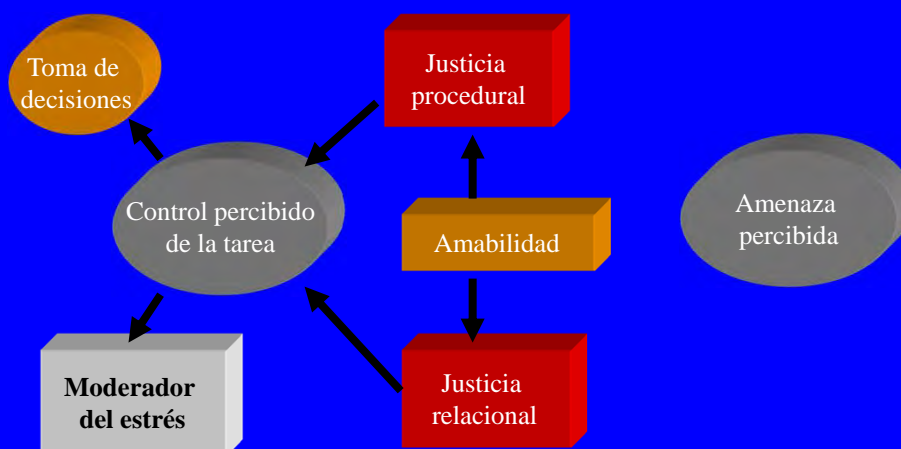 Toma de
decisiones
Justicia
procedural
Control percibido
de la tarea
Amabilidad
Amenaza
percibida
Moderador
del estrés
Justicia
relacional